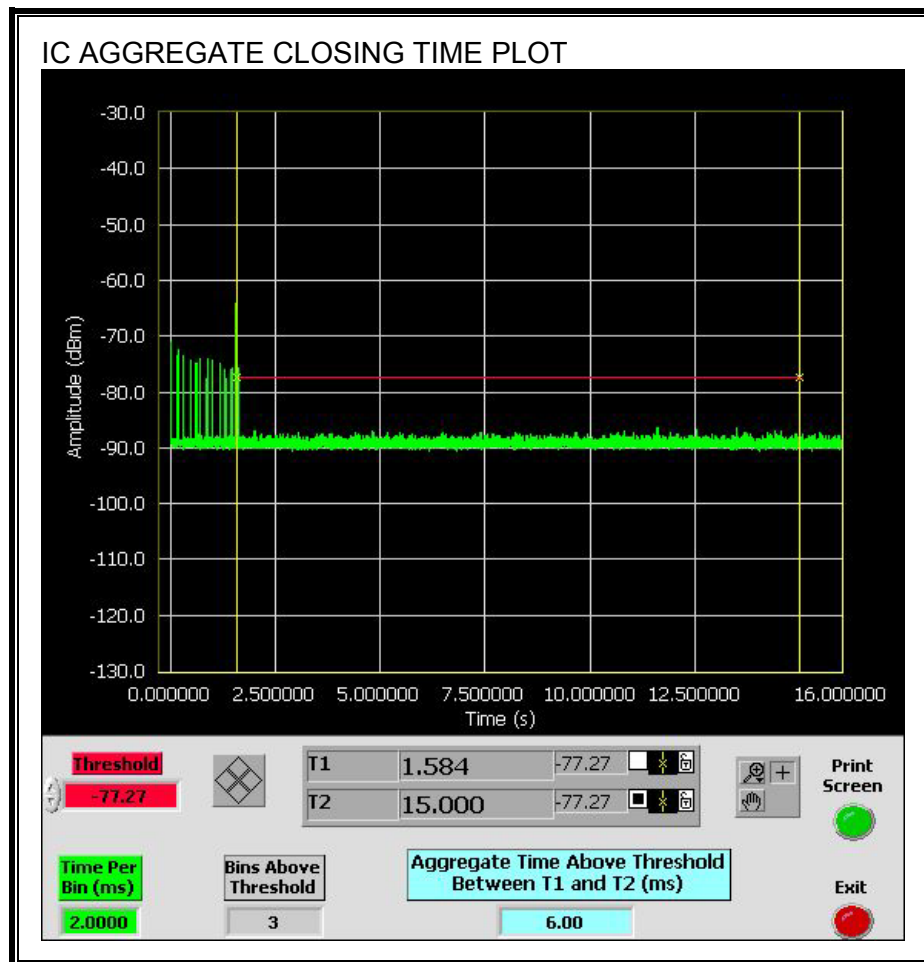 IC AGGREGATE CLOSING TIME PLOT
-30.0
-40.0
-50.0
-60.0
-70.0
-80.0
-90.0
-100.0
-110.0
-120.0
-130.0
Amplitude (dBm)
0.000000 2.500000 5.000000 7.500000 10.000000 12.500000 16.000000
Time (s)
Threshold
-77.27
T1 1.584 -77.27
T2 15.000 -77.27
Print
Screen
Time Per
Bin (ms)
2.0000
Bins Above
Threshold
3
Aggregate Time Above Threshold
Between T1 and T2 (ms)
6.00
Exit